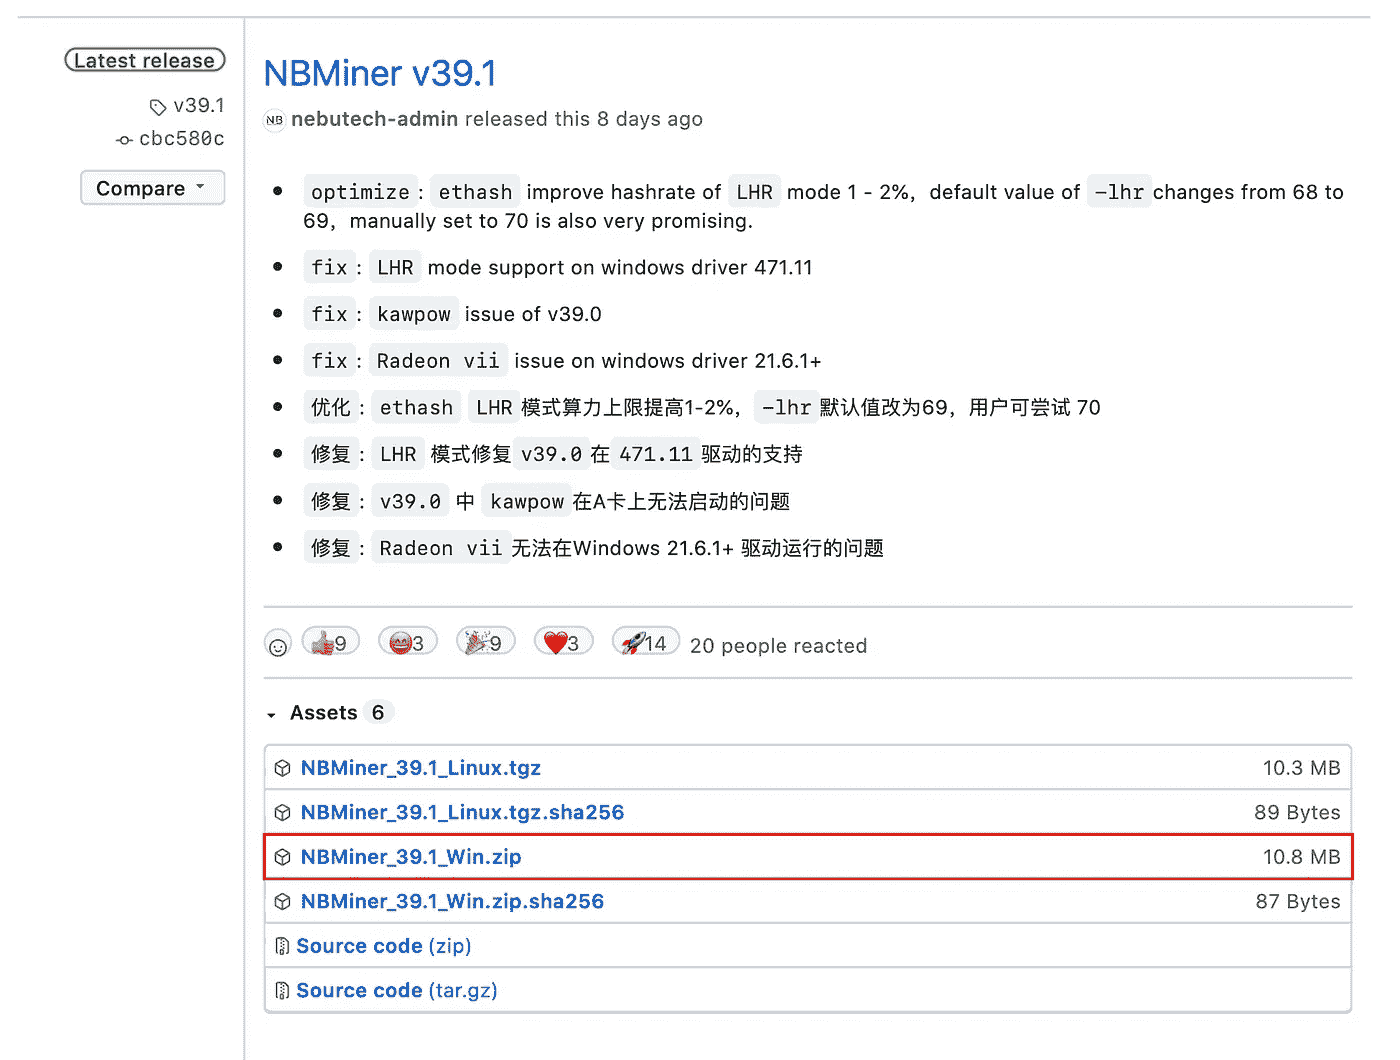 Latest release
v39.1
cbc580c
Compare
NBMiner v39.1
NB nebutech-admin released this 8 days ago
optimize : ethash improve hashrate of LHR mode 1 - 2%，default value of -lhr changes from 68 to
69，manually set to 70 is also very promising.
fix : LHR mode support on windows driver 471.11
fix : kawpow issue of v39.0
fix : Radeon vii issue on windows driver 21.6.1+
优化 : ethash LHR 模式算力上限提高1-2%，-lhr 默认值改为69，用户可尝试 70
修复 : LHR 模式修复 v39.0 在 471.11 驱动的支持
修复 : v39.0 中 kawpow 在A卡上无法启动的问题
修复 : Radeon vii 无法在Windows 21.6.1+ 驱动运行的问题
9 3 9 3 14 20 people reacted
Assets 6
NBMiner_39.1_Linux.tgz 10.3 MB
NBMiner_39.1_Linux.tgz.sha256 89 Bytes
NBMiner_39.1_Win.zip 10.8 MB
NBMiner_39.1_Win.zip.sha256 87 Bytes
Source code (zip)
Source code (tar.gz)